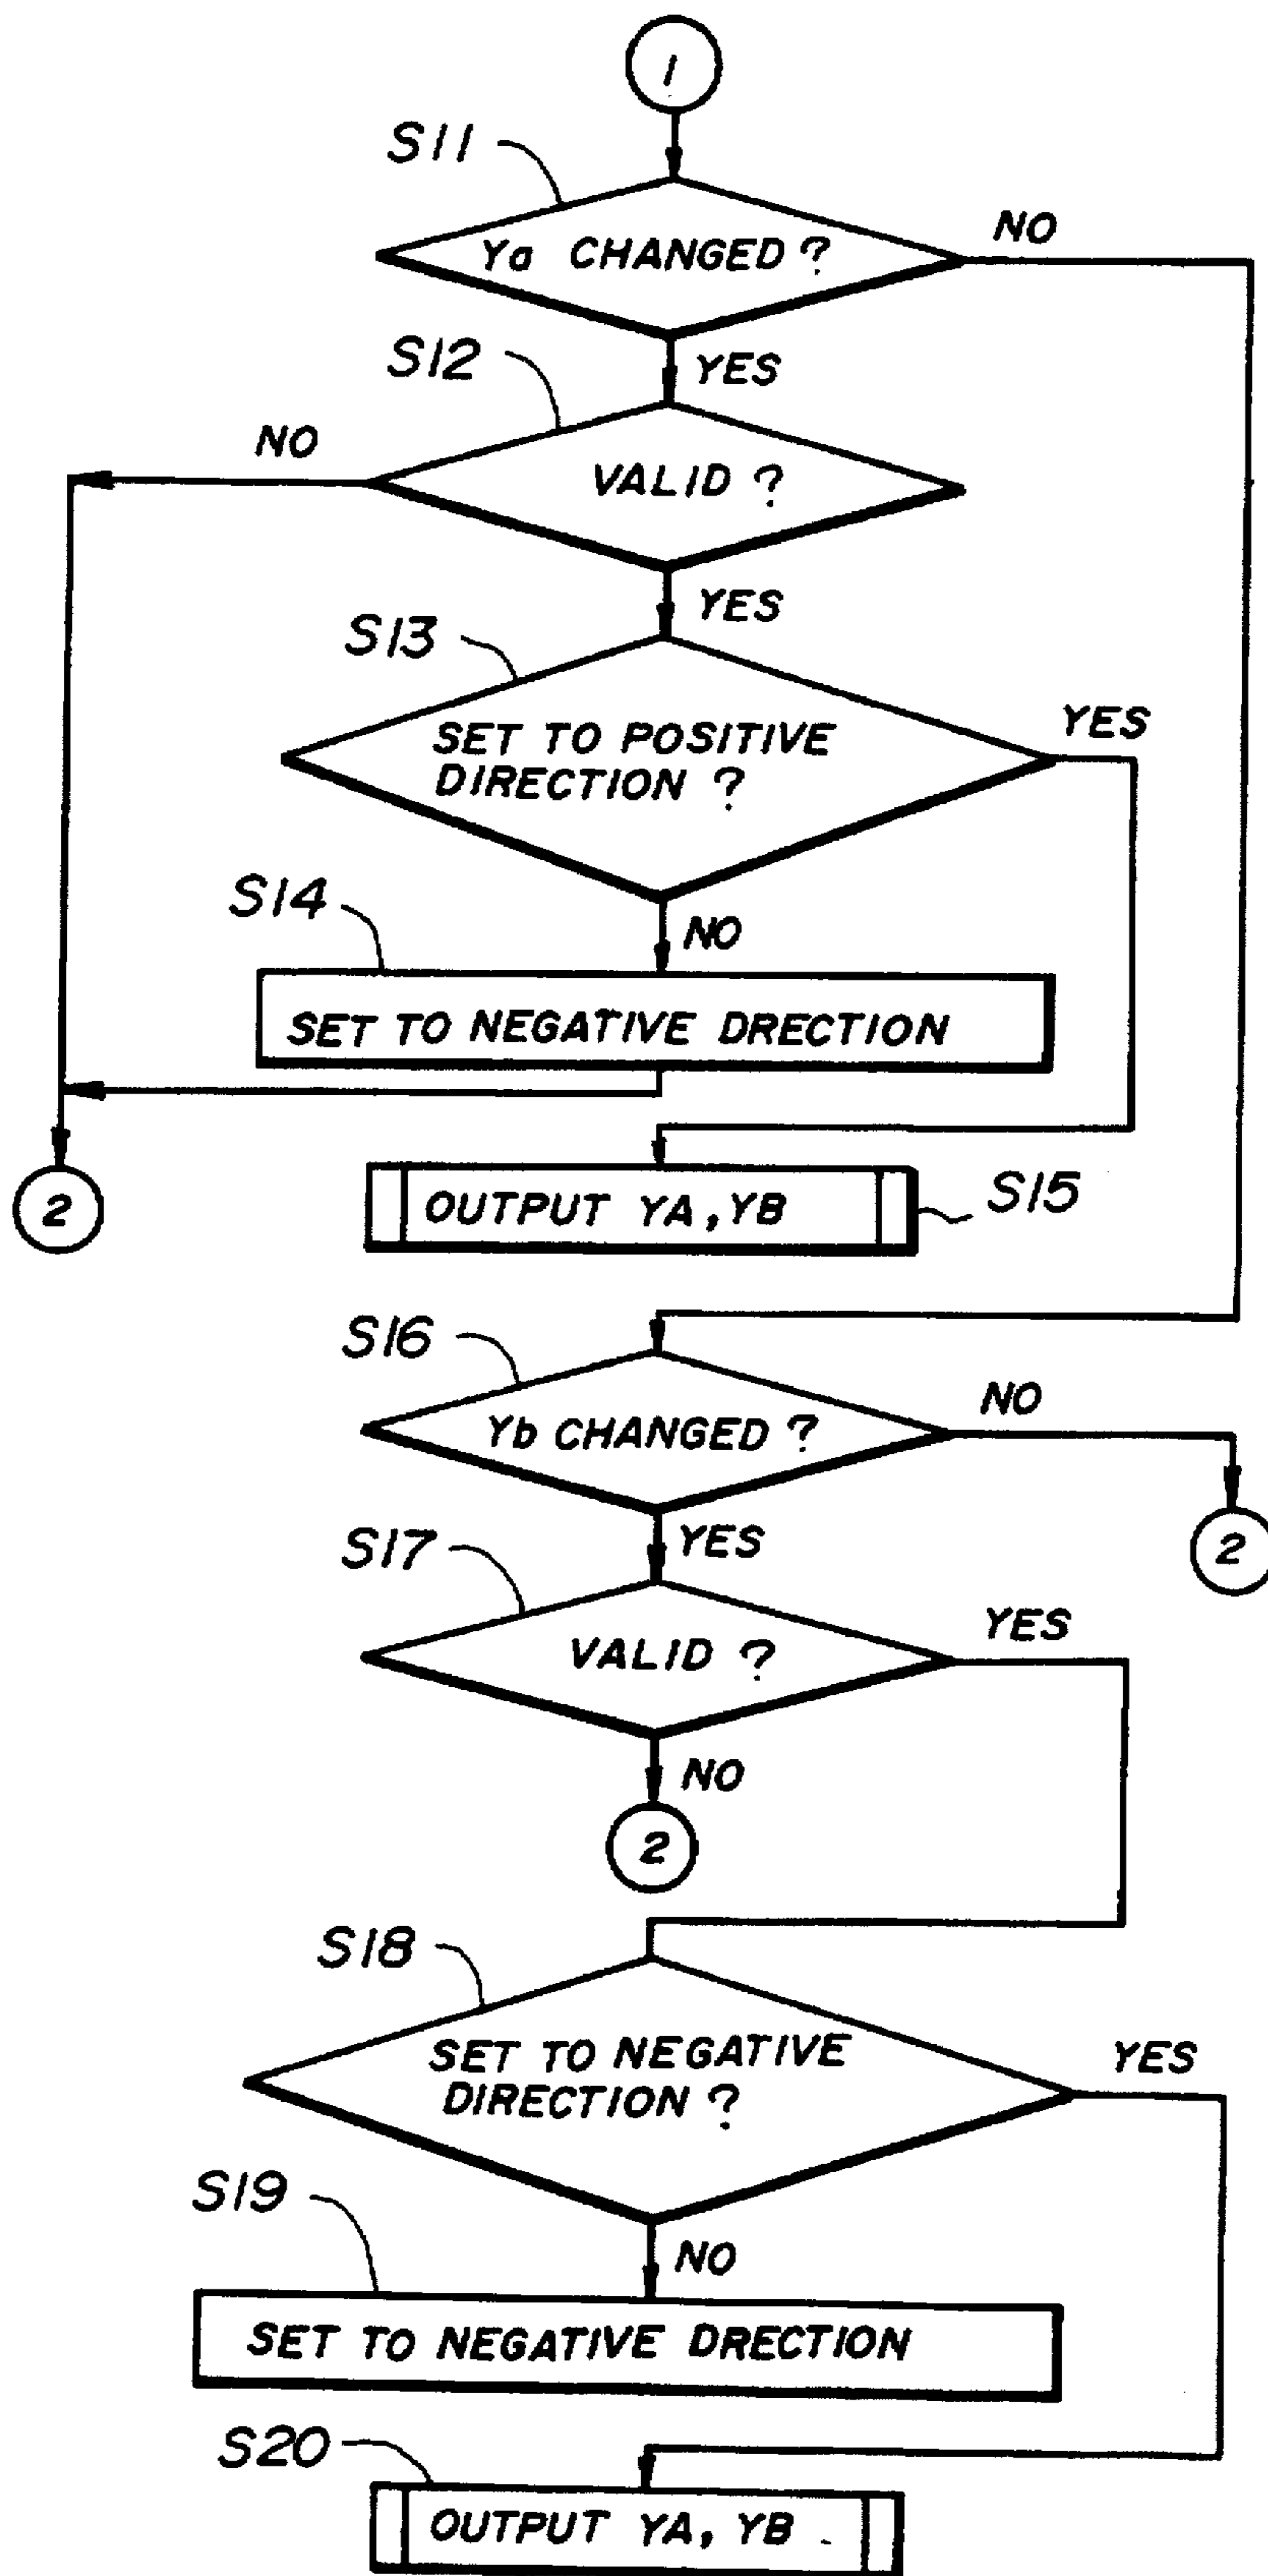 1
S11
Ya CHANGED ?
NO
YES
S12
NO
VALID ?
YES
S13
SET TO POSITIVE
DIRECTION ?
YES
S14
NO
SET TO NEGATIVE DRECTION
2
OUTPUT YA, YB
S15
S16
Yb CHANGED ?
NO
2
YES
S17
VALID ?
YES
NO
2
S18
SET TO NEGATIVE
DIRECTION ?
YES
S19
NO
SET TO NEGATIVE DRECTION
S20
OUTPUT YA, YB